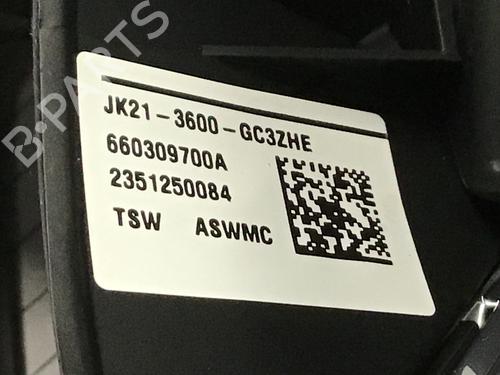 B-PARTS
JK21-3600-GC3ZHE
660309700A
2351250084
TSW ASWMC